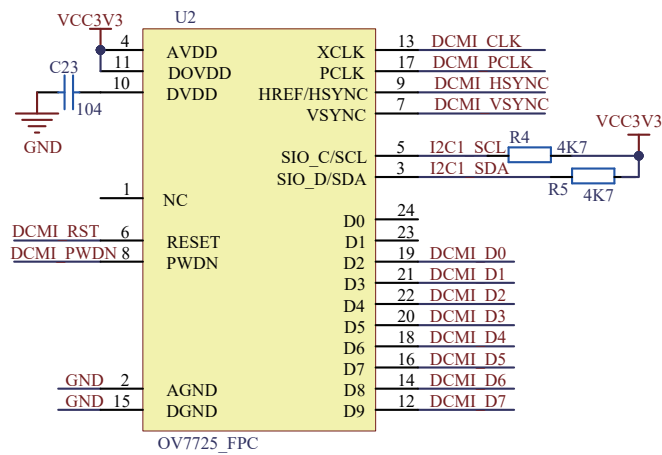 U2
VCC3V3
4 AVDD XCLK 13 DCMI_CLK
11 DOVDD PCLK 17 DCMI_PCLK
C23 10 DVDD HREF/HSYNC 9 DCMI_HSYNC
104 VSYNC 7 DCMI_VSYNC
GND
VCC3V3
SIO_C/SCL 5 I2C1_SCL R4 4K7
SIO_D/SDA 3 I2C1_SDA R5 4K7
1 NC
D0 24
DCMI_RST 6 RESET D1 23
DCMI_PWDN 8 PWDN D2 19 DCMI_D0
D3 21 DCMI_D1
D4 22 DCMI_D2
D5 20 DCMI_D3
D6 18 DCMI_D4
D7 16 DCMI_D5
GND 2 AGND D8 14 DCMI_D6
GND 15 DGND D9 12 DCMI_D7
OV7725_FPC